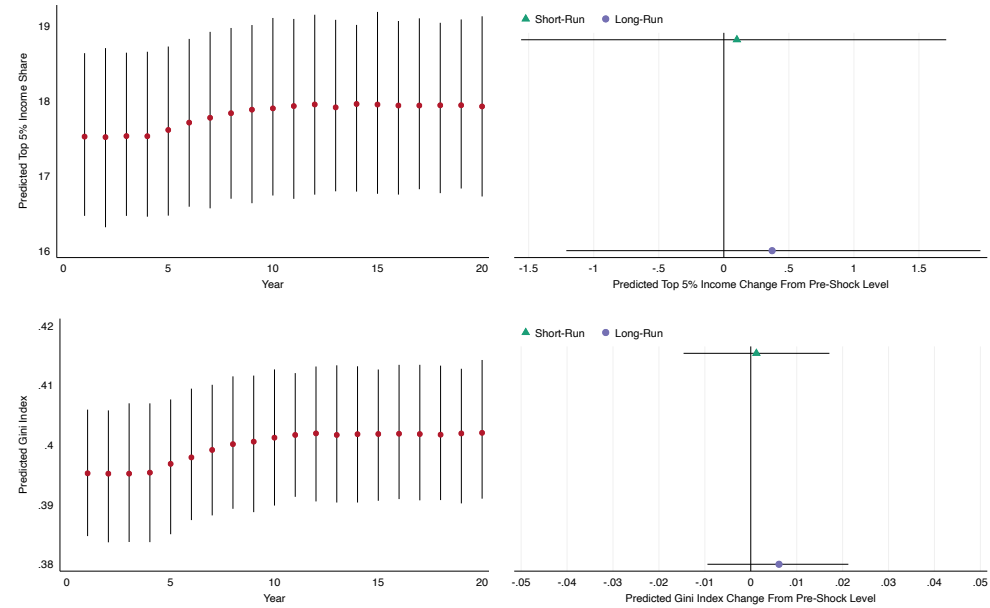 Predicted Top 5% Income Share
19
18
17
16
0 5 10 15 20
Year
Short-Run Long-Run
-1.5 -1 -.5 0 .5 1 1.5
Predicted Top 5% Income Change From Pre-Shock Level
Predicted Gini Index
.42
.41
.4
.39
.38
0 5 10 15 20
Year
Short-Run Long-Run
-.05 -.04 -.03 -.02 -.01 0 .01 .02 .03 .04 .05
Predicted Gini Index Change From Pre-Shock Level